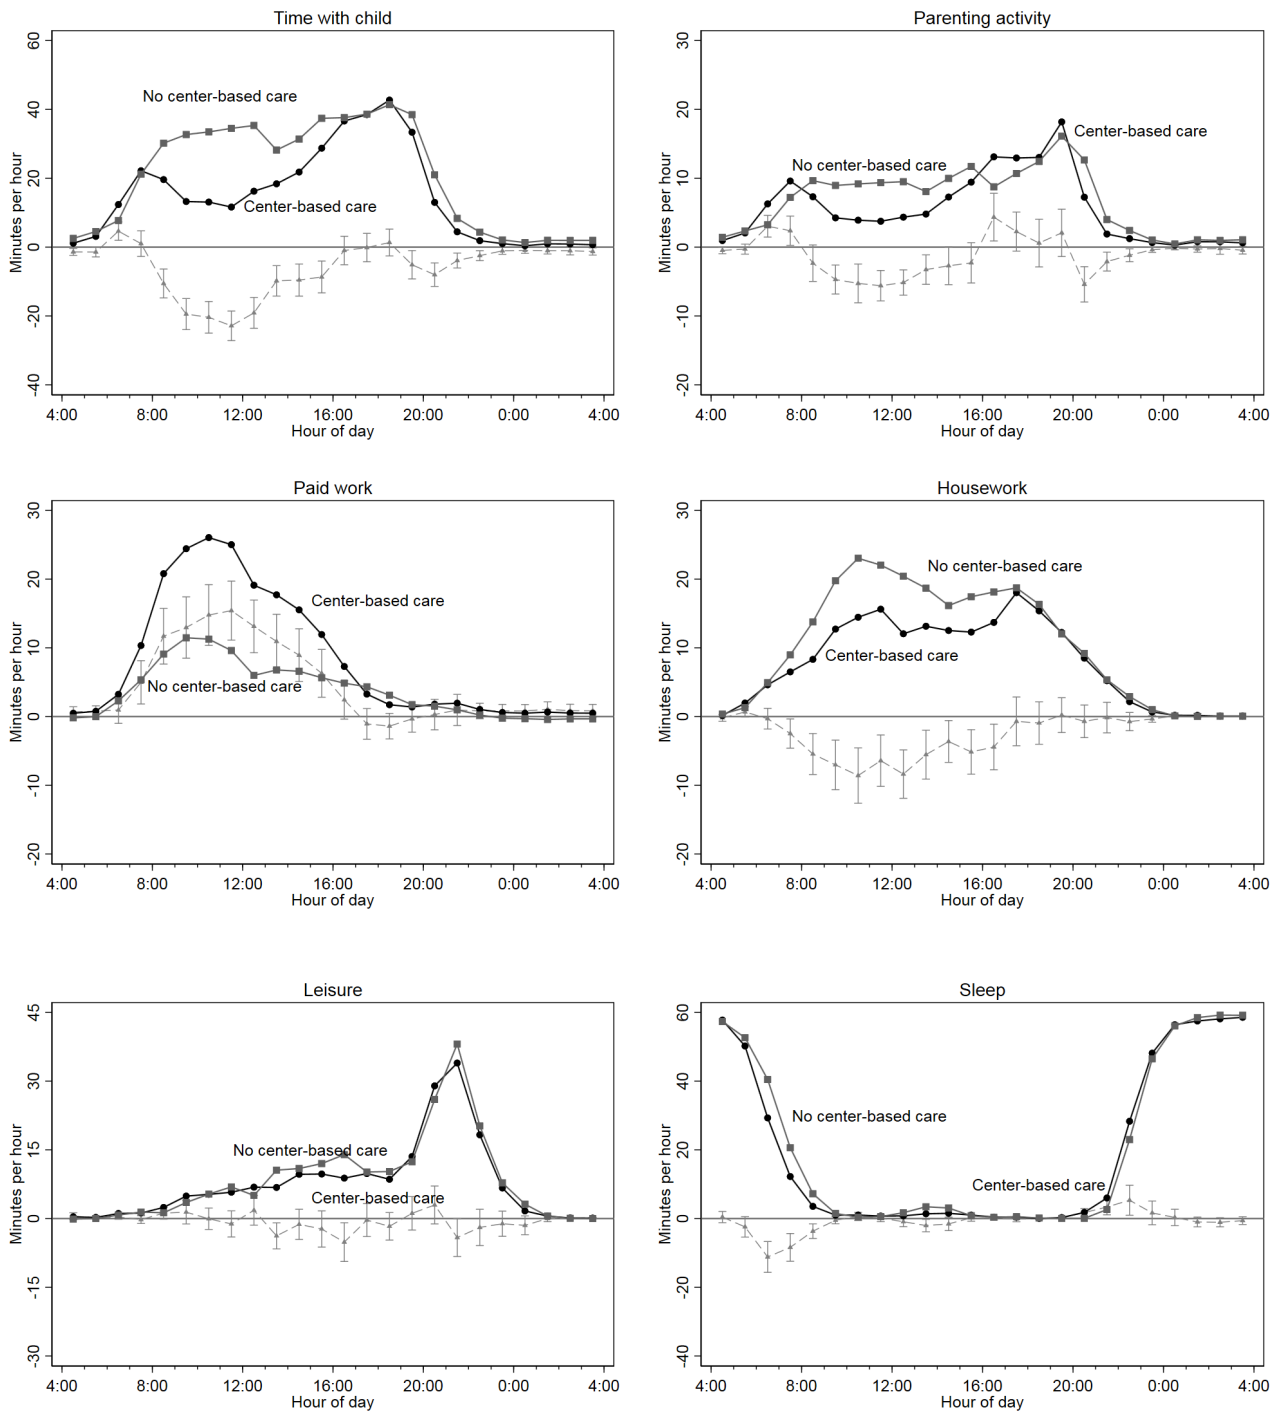 Time with child
Minutes per hour
60
40
20
0
-20
-40
No center-based care
Center-based care
4:00 8:00 12:00 16:00 20:00 0:00 4:00
Hour of day
Parenting activity
Minutes per hour
30
20
10
0
-10
-20
Center-based care
No center-based care
4:00 8:00 12:00 16:00 20:00 0:00 4:00
Hour of day
Paid work
Minutes per hour
30
20
10
0
-10
-20
Center-based care
No center-based care
4:00 8:00 12:00 16:00 20:00 0:00 4:00
Hour of day
Housework
Minutes per hour
30
20
10
0
-10
-20
No center-based care
Center-based care
4:00 8:00 12:00 16:00 20:00 0:00 4:00
Hour of day
Leisure
Minutes per hour
45
30
15
0
-15
-30
No center-based care
Center-based care
4:00 8:00 12:00 16:00 20:00 0:00 4:00
Hour of day
Sleep
Minutes per hour
60
40
20
0
-20
-40
No center-based care
Center-based care
4:00 8:00 12:00 16:00 20:00 0:00 4:00
Hour of day